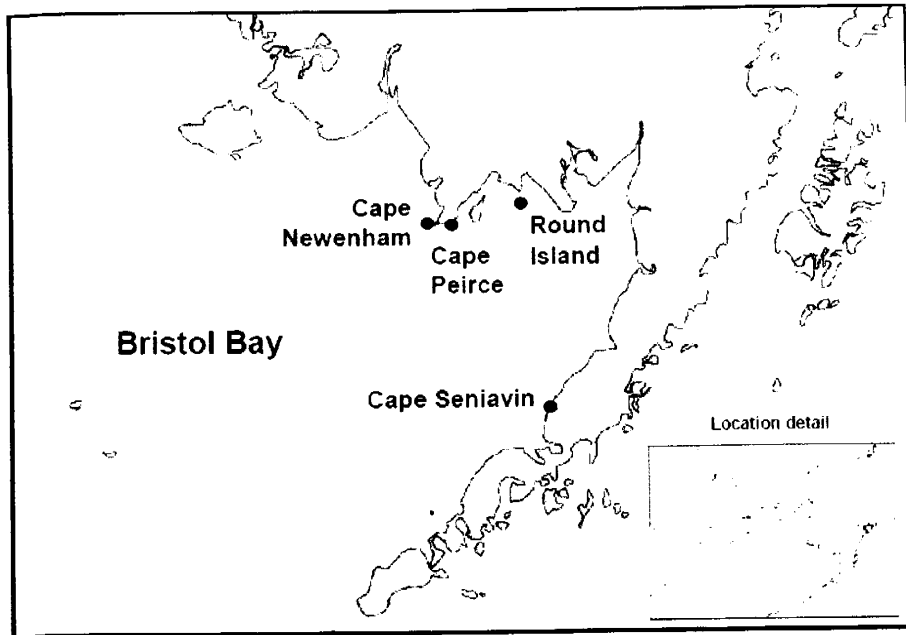 Cape
Newenham
Cape
Peirce
Round
Island
Bristol Bay
Cape Seniavin
Location detail